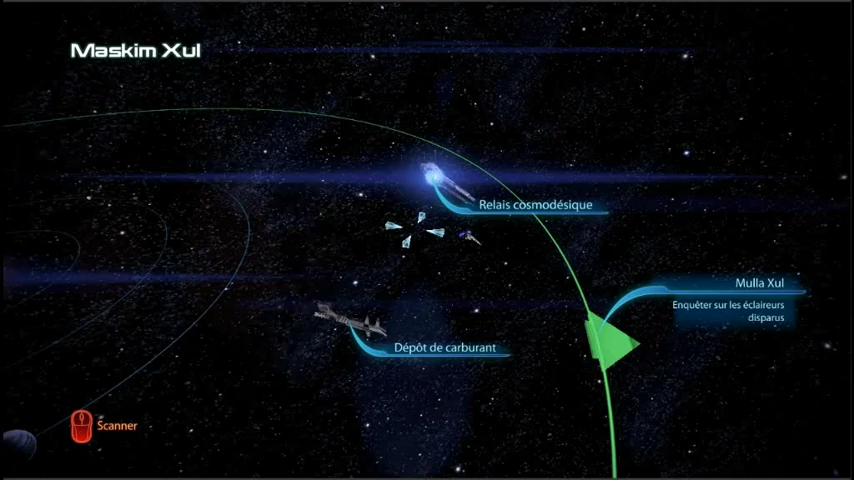 Maskim Xul
Relais cosmodésique
Mulla Xul
Enquêter sur les éclaireurs
disparus
Dépôt de carburant
Scanner